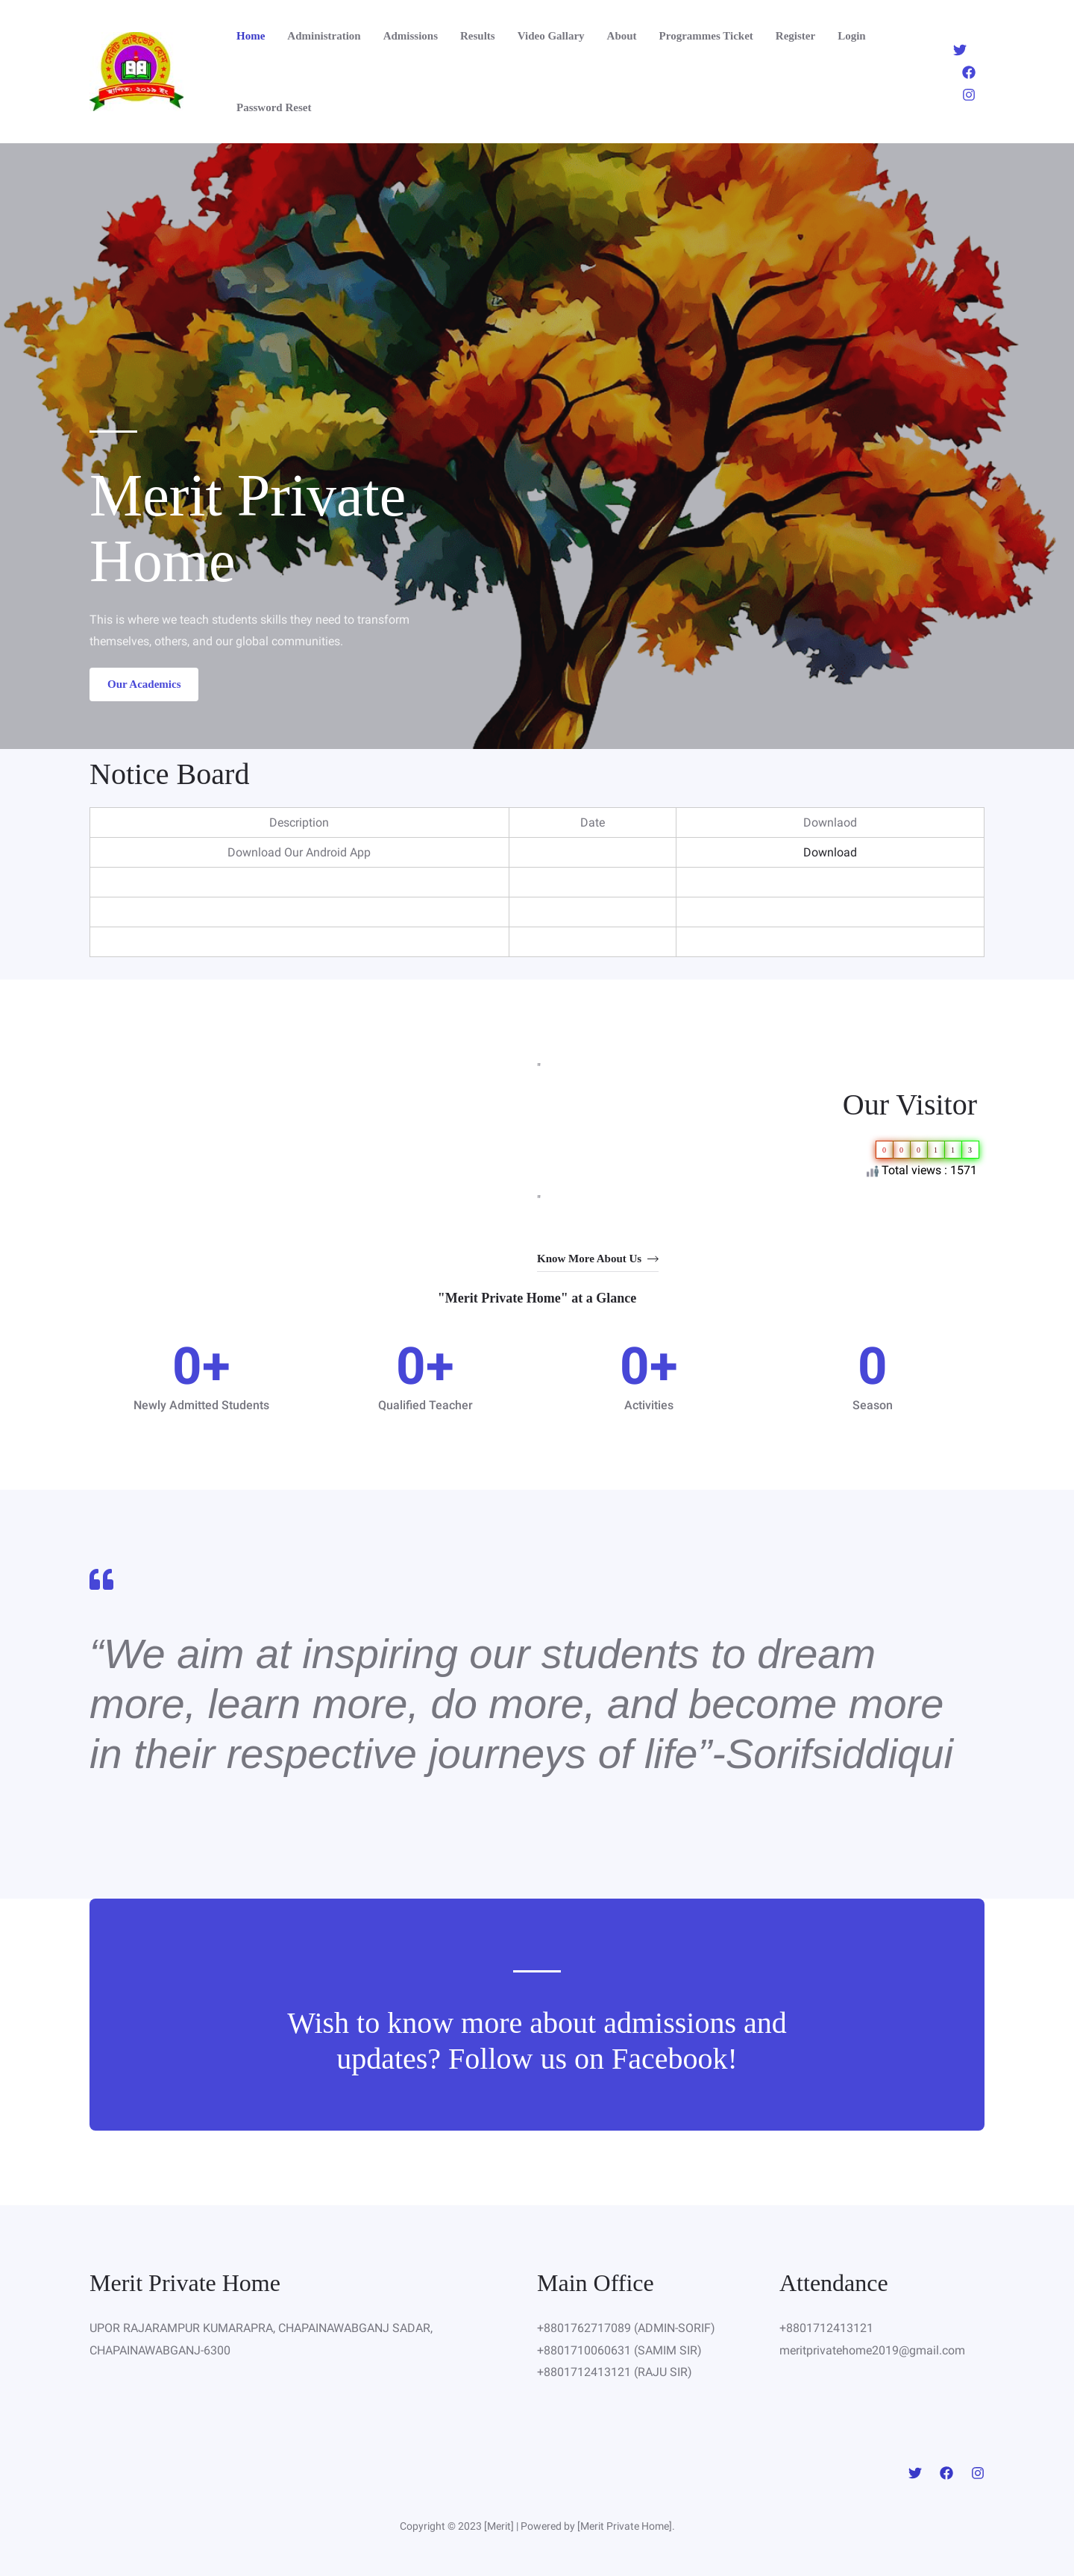 মেরিট প্রাইভেট হোম
স্থাপিত: ২০১৯ ইং
Home Administration Admissions Results Video Gallary About Programmes Ticket Register Login
Password Reset
Merit Private
Home
This is where we teach students skills they need to transform
themselves, others, and our global communities.
Our Academics
Notice Board
Description Date Downlaod
Download Our Android App Download
Our Visitor
0 0 0 1 1 3
Total views : 1571
Know More About Us
"Merit Private Home" at a Glance
0+ 0+ 0+ 0
Newly Admitted Students Qualified Teacher Activities Season
“We aim at inspiring our students to dream
more, learn more, do more, and become more
in their respective journeys of life”-Sorifsiddiqui
Wish to know more about admissions and
updates? Follow us on Facebook!
Merit Private Home
UPOR RAJARAMPUR KUMARAPRA, CHAPAINAWABGANJ SADAR,
CHAPAINAWABGANJ-6300
Main Office
+8801762717089 (ADMIN-SORIF)
+8801710060631 (SAMIM SIR)
+8801712413121 (RAJU SIR)
Attendance
+8801712413121
meritprivatehome2019@gmail.com
Copyright © 2023 [Merit] | Powered by [Merit Private Home].